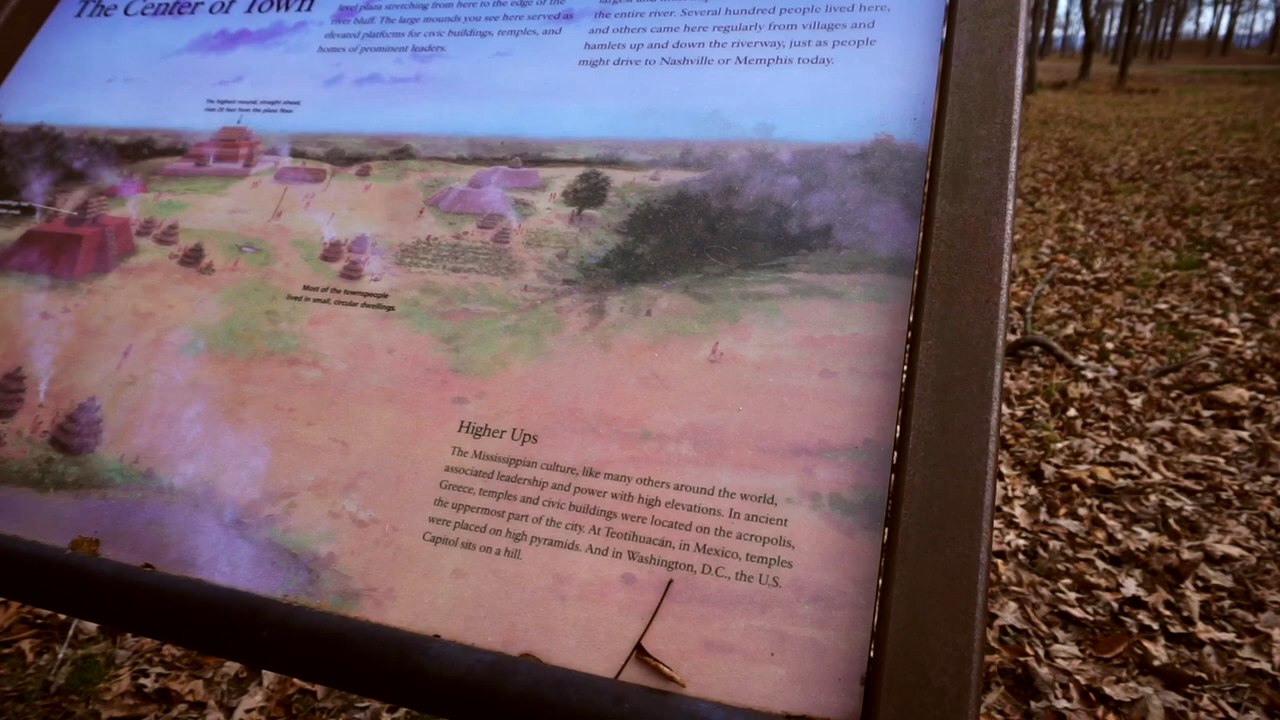 The Center of Town
level plaza stretching from here to the edge of the
river bluff. The large mounds you see here served as
elevated platforms for civic buildings, temples, and
homes of prominent leaders.
the entire river. Several hundred people lived here,
and others came here regularly from villages and
hamlets up and down the riverway, just as people
might drive to Nashville or Memphis today.
The highest mound, straight ahead,
rises 20 feet from the plaza floor.
Most of the townspeople
lived in small, circular dwellings.
Higher Ups
The Mississippian culture, like many others around the world,
associated leadership and power with high elevations. In ancient
Greece, temples and civic buildings were located on the acropolis,
the uppermost part of the city. At Teotihuacán, in Mexico, temples
were placed on high pyramids. And in Washington, D.C., the U.S.
Capitol sits on a hill.